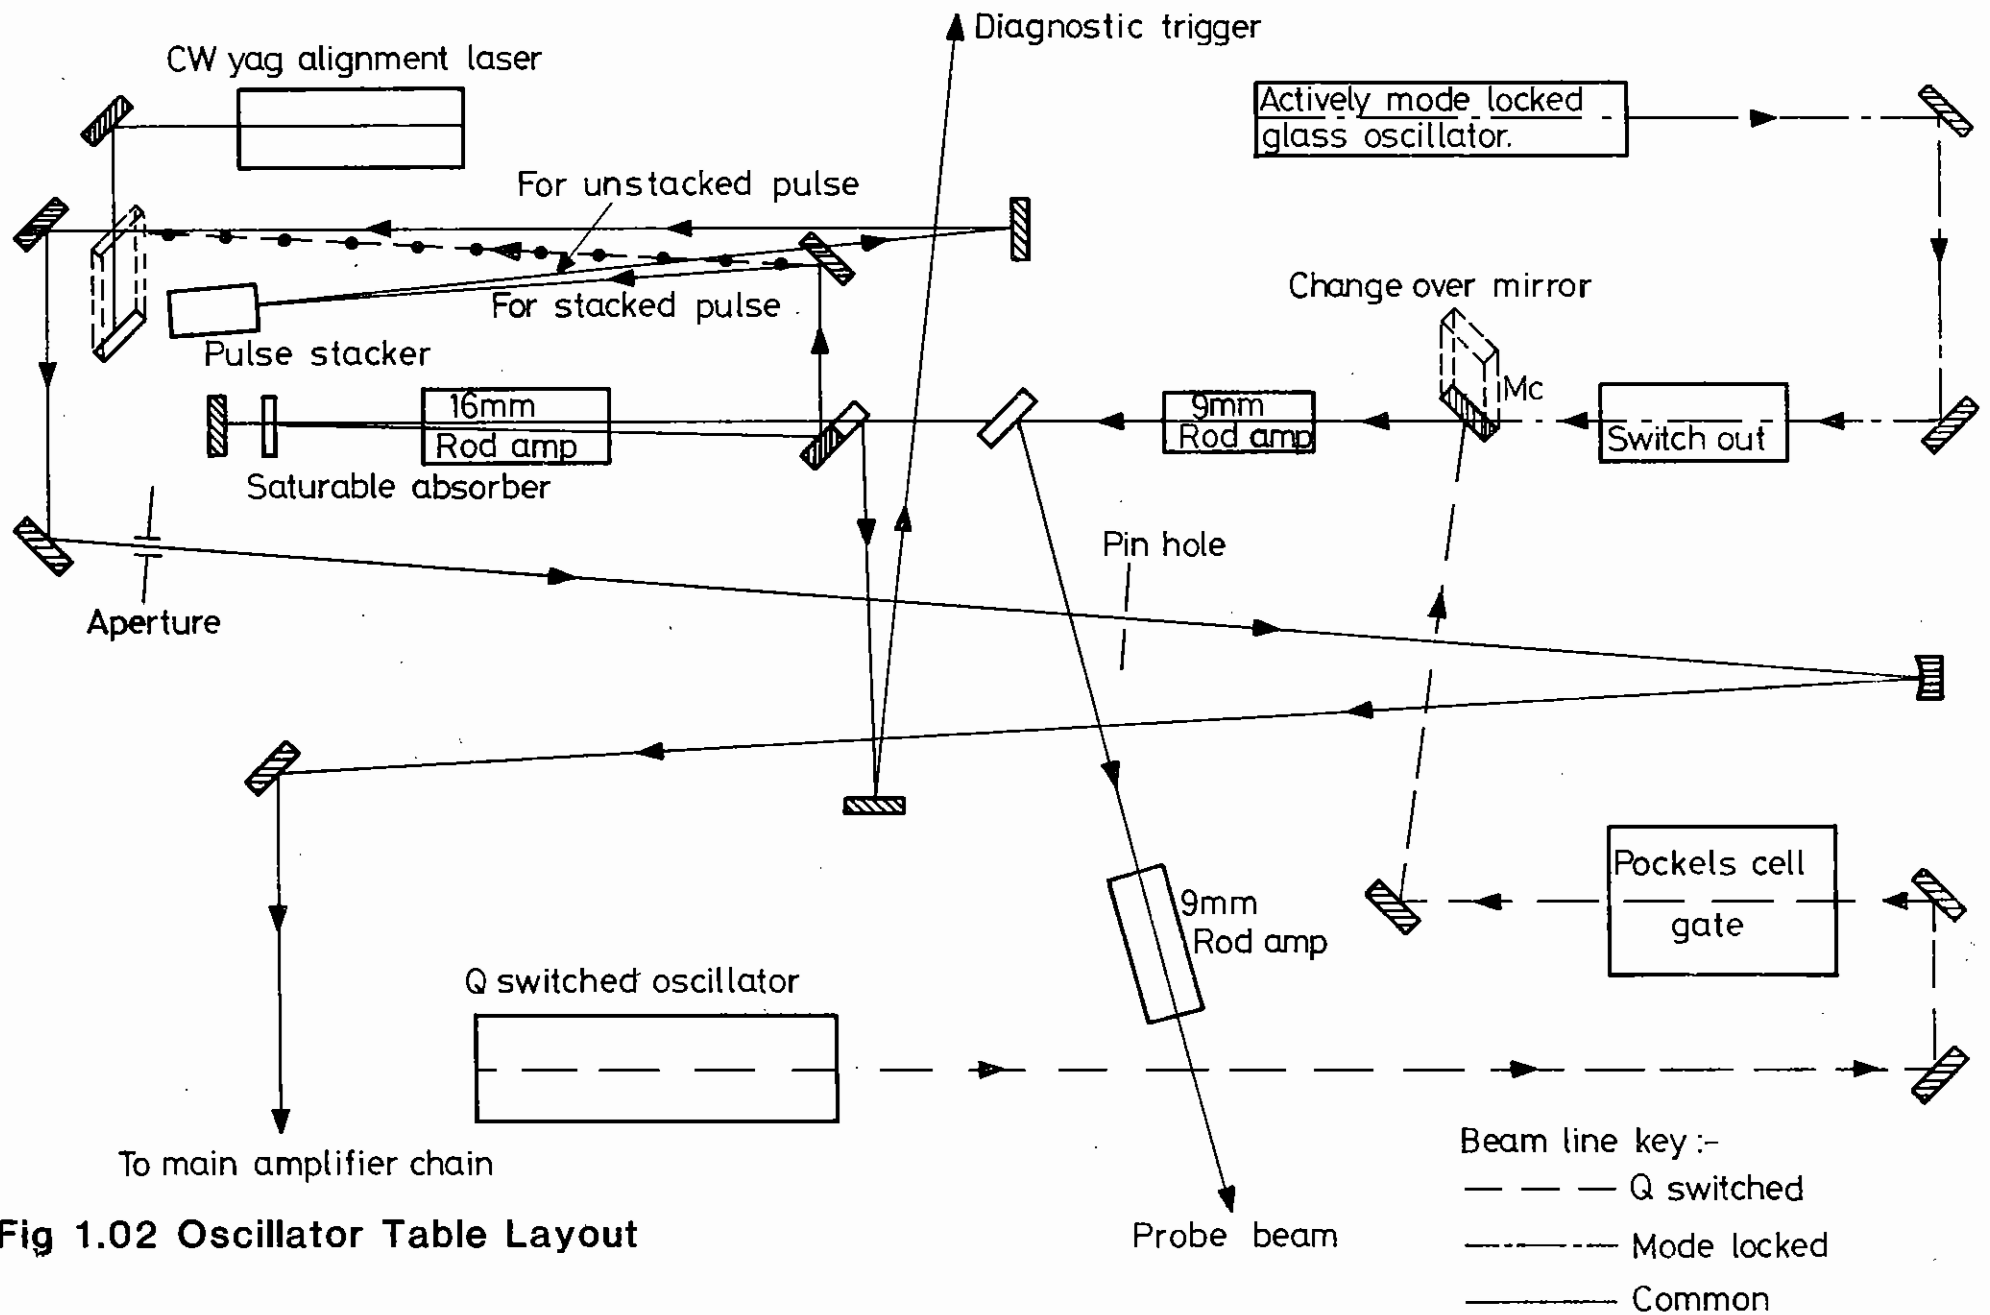 Diagnostic trigger
CW yag alignment laser
Actively mode locked
glass oscillator.
For unstacked pulse
For stacked pulse
Change over mirror
Pulse stacker
Mc
16mm
Rod amp
9mm
Rod amp
Switch out
Saturable absorber
Pin hole
Aperture
Pockels cell
gate
9mm
Rod amp
Q switched oscillator
To main amplifier chain
Probe beam
Beam line key :-
Q switched
Mode locked
Common
Fig 1.02 Oscillator Table Layout